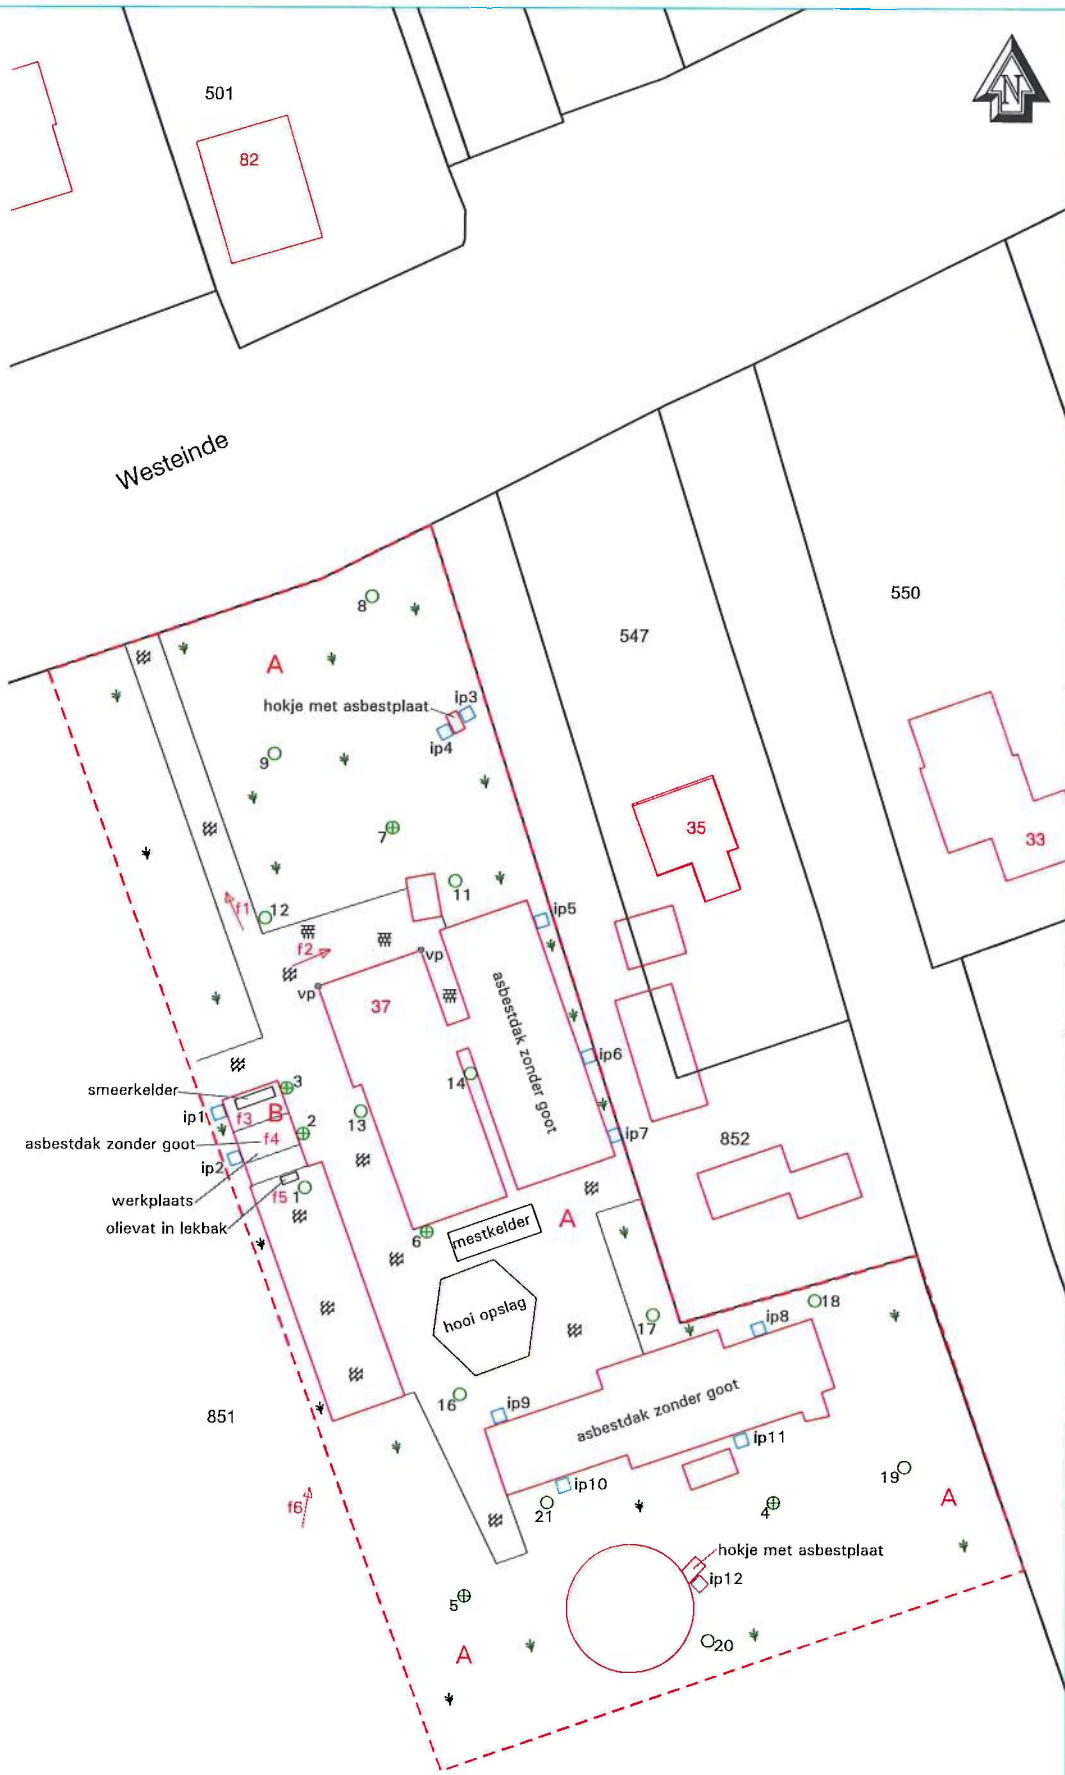 501
82
N
Westeinde
550
547
8
A
hokje met asbestplaat
ip3
ip4
9
7
35
33
11
f1
12
ip5
f2
vp
vp
37
asbestdak zonder goot
ip6
14
smeerkelder
3
ip1
f3
B
2
13
ip7
asbestdak zonder goot
f4
852
ip2
werkplaats
f5
1
olievat in lekbak
A
6
mestkelder
hooi opslag
17
ip8
18
16
ip9
851
asbestdak zonder goot
ip11
ip10
19
21
4
A
f6
hokje met asbestplaat
ip12
5
20
A